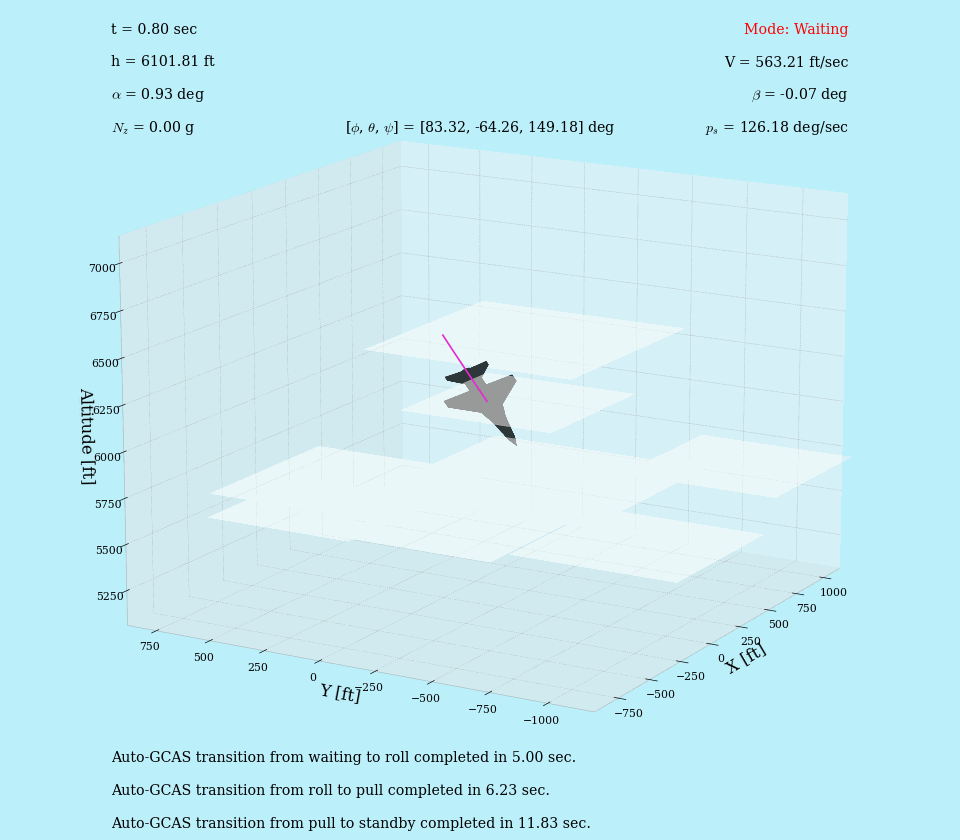 t = 0.80 sec
Mode: Waiting
h = 6101.81 ft
V = 563.21 ft/sec
α = 0.93 deg
β = -0.07 deg
N_z = 0.00 g
[ϕ, θ, ψ] = [83.32, -64.26, 149.18] deg
p_s = 126.18 deg/sec
7000
6750
6500
6250
6000
5750
5500
5250
Altitude [ft]
750
500
250
0
−250
−500
−750
−1000
Y [ft]
1000
750
500
250
0
−250
−500
−750
X [ft]
Auto-GCAS transition from waiting to roll completed in 5.00 sec.
Auto-GCAS transition from roll to pull completed in 6.23 sec.
Auto-GCAS transition from pull to standby completed in 11.83 sec.